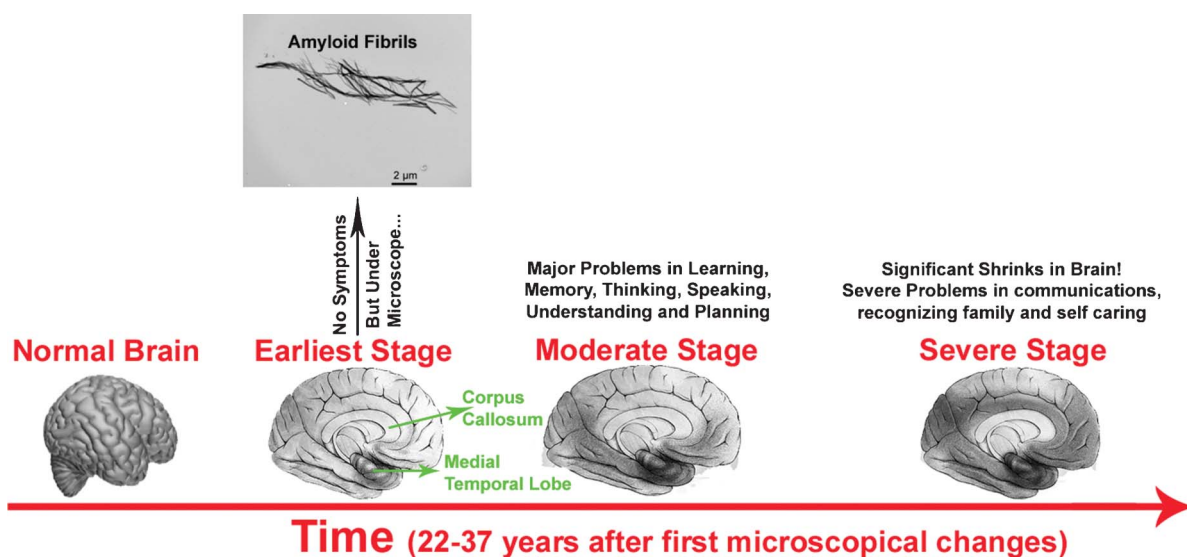 Amyloid Fibrils
2 µm
No Symptoms
But Under
Microscope...
Major Problems in Learning,
Memory, Thinking, Speaking,
Understanding and Planning
Significant Shrinks in Brain!
Severe Problems in communications,
recognizing family and self caring
Normal Brain
Earliest Stage
Moderate Stage
Severe Stage
Corpus
Callosum
Medial
Temporal Lobe
Time (22-37 years after first microscopical changes)